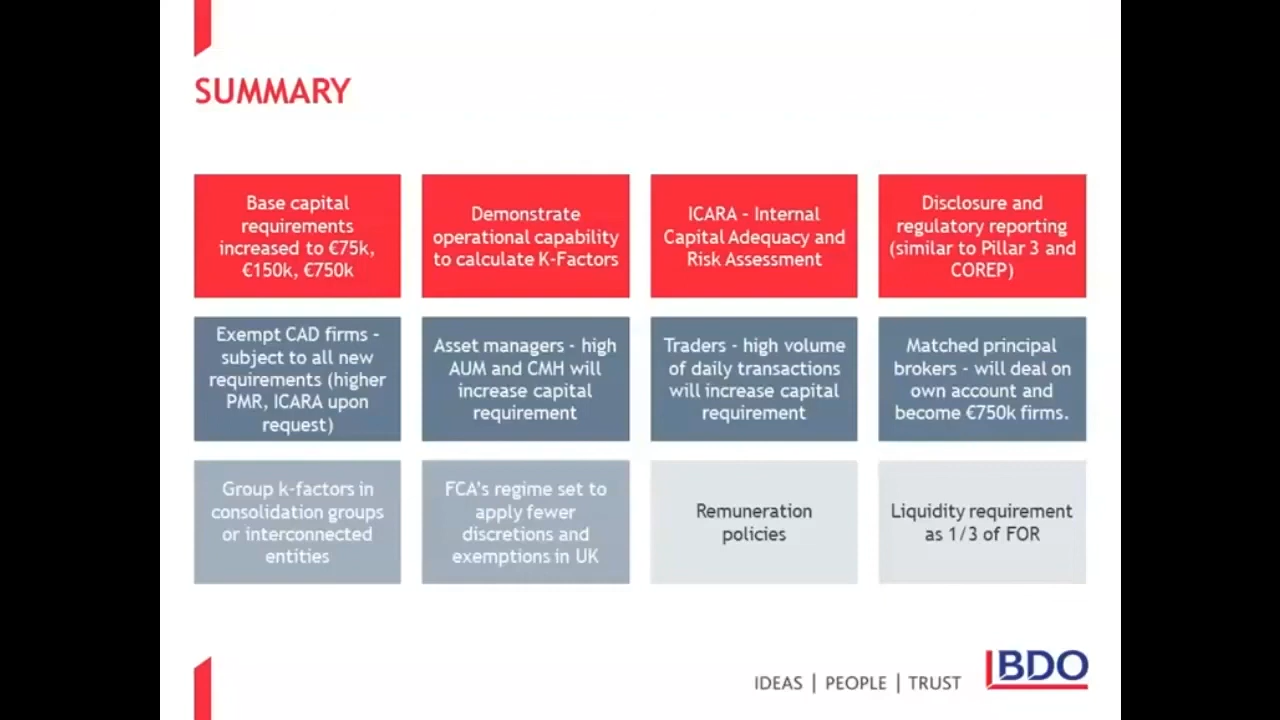 SUMMARY
Base capital
requirements
increased to €75k,
€150k, €750k
Demonstrate
operational capability
to calculate K-Factors
ICARA - Internal
Capital Adequacy and
Risk Assessment
Disclosure and
regulatory reporting
(similar to Pillar 3 and
COREP)
Exempt CAD firms -
subject to all new
requirements (higher
PMR, ICARA upon
request)
Asset managers - high
AUM and CMH will
increase capital
requirement
Traders - high volume
of daily transactions
will increase capital
requirement
Matched principal
brokers - will deal on
own account and
become €750k firms.
Group k-factors in
consolidation groups
or interconnected
entities
FCA's regime set to
apply fewer
discretions and
exemptions in UK
Remuneration
policies
Liquidity requirement
as 1/3 of FOR
IDEAS | PEOPLE | TRUST
BDO